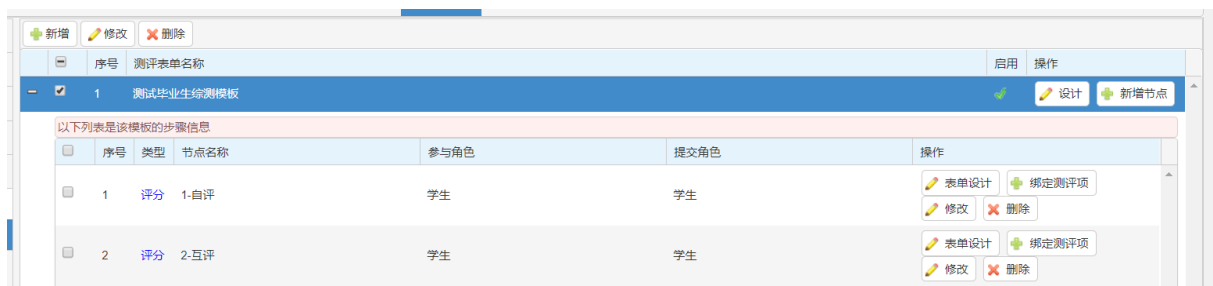 新增 修改 删除
序号 测评表单名称 启用 操作
1 测试毕业生综测模板 设计 新增节点
以下列表是该模板的步骤信息
序号 类型 节点名称 参与角色 提交角色 操作
1 评分 1-自评 学生 学生 表单设计 绑定测评项
修改 删除
2 评分 2-互评 学生 学生 表单设计 绑定测评项
修改 删除